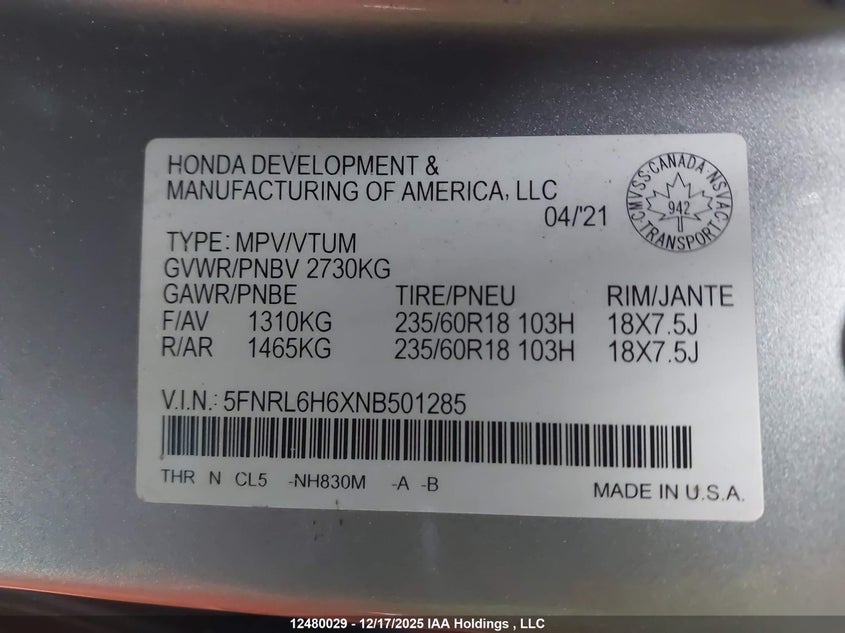 HONDA DEVELOPMENT &
MANUFACTURING OF AMERICA, LLC
04/'21
CMVSS·CANADA·NSVAC
942
TRANSPORT
TYPE: MPV/VTUM
GVWR/PNBV 2730KG
GAWR/PNBE TIRE/PNEU RIM/JANTE
F/AV 1310KG 235/60R18 103H 18X7.5J
R/AR 1465KG 235/60R18 103H 18X7.5J
V.I.N.: 5FNRL6H6XNB501285
THR N CL5 -NH830M -A -B
MADE IN U.S.A.
12480029 - 12/17/2025 IAA Holdings , LLC